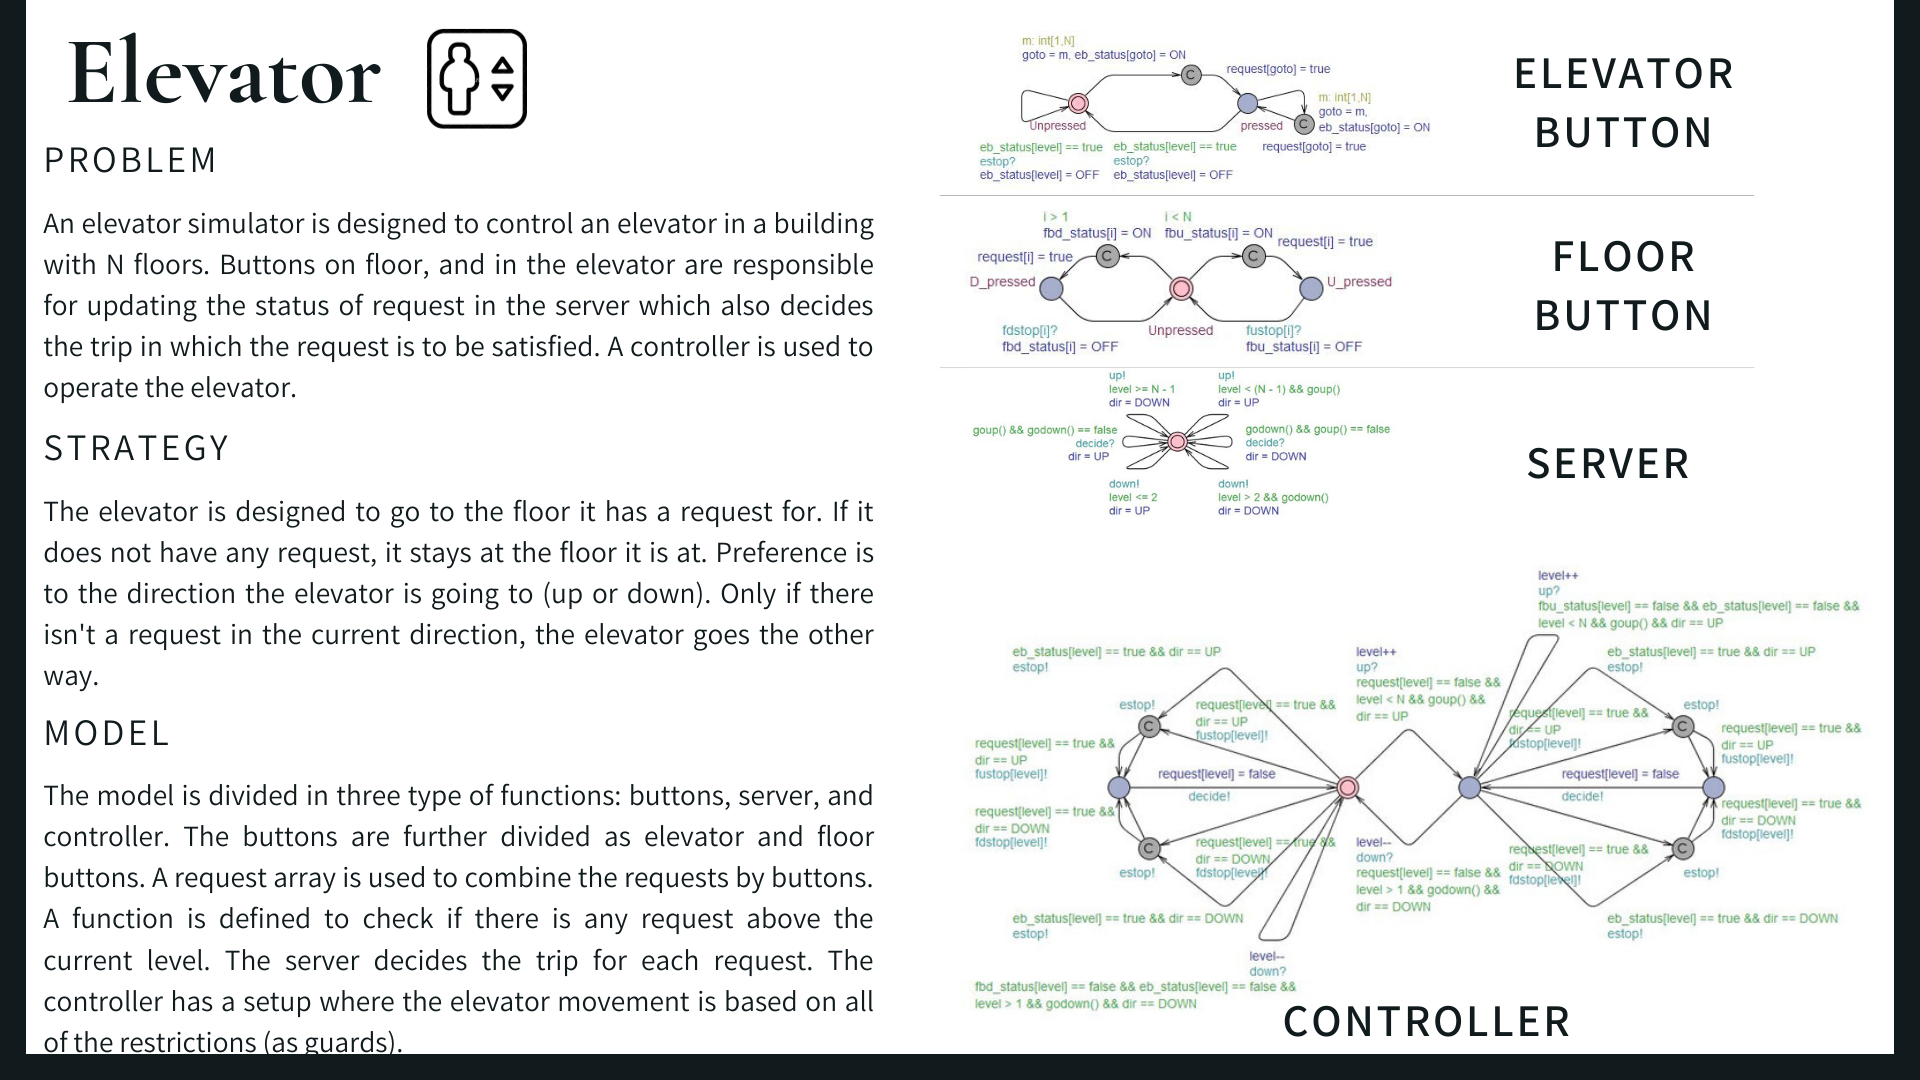 Elevator
PROBLEM
An elevator simulator is designed to control an elevator in a building
with N floors. Buttons on floor, and in the elevator are responsible
for updating the status of request in the server which also decides
the trip in which the request is to be satisfied. A controller is used to
operate the elevator.
STRATEGY
The elevator is designed to go to the floor it has a request for. If it
does not have any request, it stays at the floor it is at. Preference is
to the direction the elevator is going to (up or down). Only if there
isn't a request in the current direction, the elevator goes the other
way.
MODEL
The model is divided in three type of functions: buttons, server, and
controller. The buttons are further divided as elevator and floor
buttons. A request array is used to combine the requests by buttons.
A function is defined to check if there is any request above the
current level. The server decides the trip for each request. The
controller has a setup where the elevator movement is based on all
of the restrictions (as guards).
m: int[1,N]
goto = m, eb_status[goto] = ON
C
request[goto] = true
m: int[1,N]
goto = m,
eb_status[goto] = ON
C
Unpressed
pressed
request[goto] = true
eb_status[level] == true
estop?
eb_status[level] = OFF
eb_status[level] == true
estop?
eb_status[level] = OFF
ELEVATOR
BUTTON
i > 1
fbd_status[i] = ON
i < N
fbu_status[i] = ON
request[i] = true
C
C
request[i] = true
D_pressed
U_pressed
Unpressed
fdstop[i]?
fbd_status[i] = OFF
fustop[i]?
fbu_status[i] = OFF
FLOOR
BUTTON
up!
level >= N - 1
dir = DOWN
up!
level < (N - 1) && goup()
dir = UP
goup() && godown() == false
decide?
dir = UP
godown() && goup() == false
decide?
dir = DOWN
down!
level <= 2
dir = UP
down!
level > 2 && godown()
dir = DOWN
SERVER
level++
up?
fbu_status[level] == false && eb_status[level] == false &&
level < N && goup() && dir == UP
eb_status[level] == true && dir == UP
estop!
level++
up?
request[level] == false &&
level < N && goup() &&
dir == UP
eb_status[level] == true && dir == UP
estop!
estop!
C
request[level] == true &&
dir == UP
fustop[level]!
request[level] == true &&
dir == UP
fustop[level]!
estop!
C
request[level] == true &&
dir == UP
fustop[level]!
request[level] == true &&
dir == UP
fustop[level]!
request[level] = false
decide!
request[level] = false
decide!
request[level] == true &&
dir == DOWN
fdstop[level]!
request[level] == true &&
dir == DOWN
fdstop[level]!
C
estop!
request[level] == true &&
dir == DOWN
fdstop[level]!
level--
down?
request[level] == false &&
level > 1 && godown() &&
dir == DOWN
request[level] == true &&
dir == DOWN
fdstop[level]!
C
estop!
eb_status[level] == true && dir == DOWN
estop!
eb_status[level] == true && dir == DOWN
estop!
level--
down?
fbd_status[level] == false && eb_status[level] == false &&
level > 1 && godown() && dir == DOWN
CONTROLLER